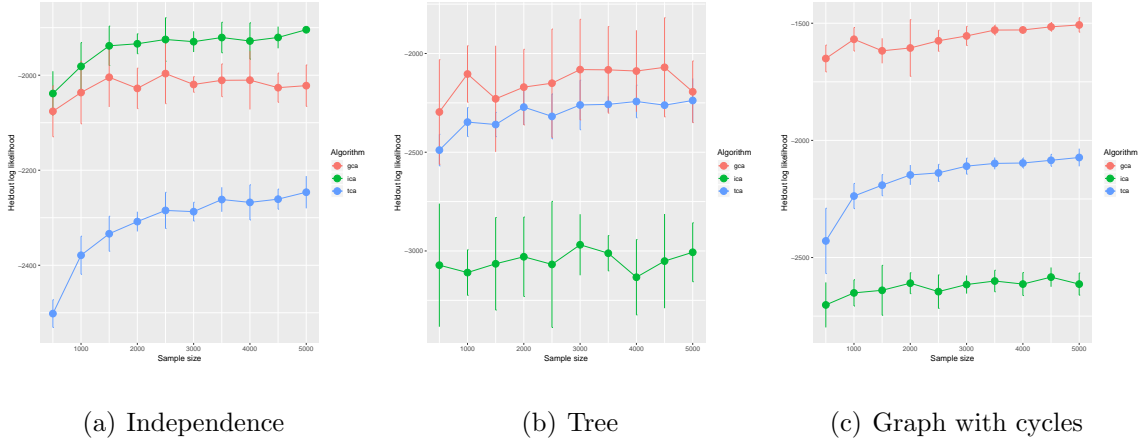 Heldout log likelihood
−2000
−2200
−2400
1000
2000
3000
4000
5000
Sample size
Algorithm
gca
ica
tca
(a) Independence
Heldout log likelihood
−2000
−2500
−3000
1000
2000
3000
4000
5000
Sample size
Algorithm
gca
ica
tca
(b) Tree
Heldout log likelihood
−1500
−2000
−2500
1000
2000
3000
4000
5000
Sample size
Algorithm
gca
ica
tca
(c) Graph with cycles